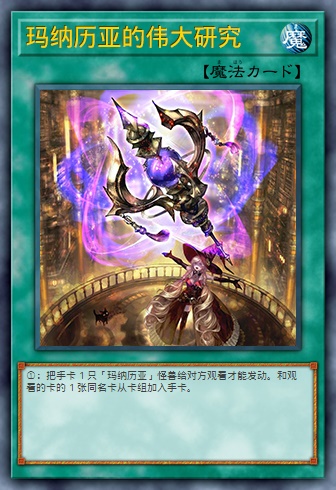 玛纳历亚的伟大研究
魔
【魔法カード】
①：把手卡1只「玛纳历亚」怪兽给对方观看才能发动。和观
看的卡的1张同名卡从卡组加入手卡。